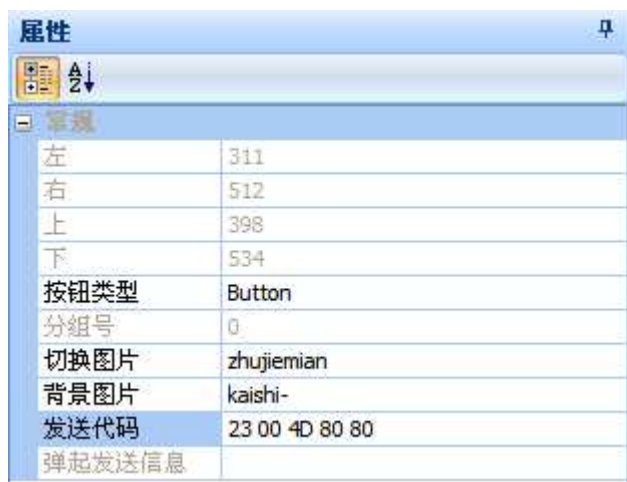 属性
常规
左 311
右 512
上 398
下 534
按钮类型 Button
分组号 0
切换图片 zhujiemian
背景图片 kaishi-
发送代码 23 00 4D 80 80
弹起发送信息